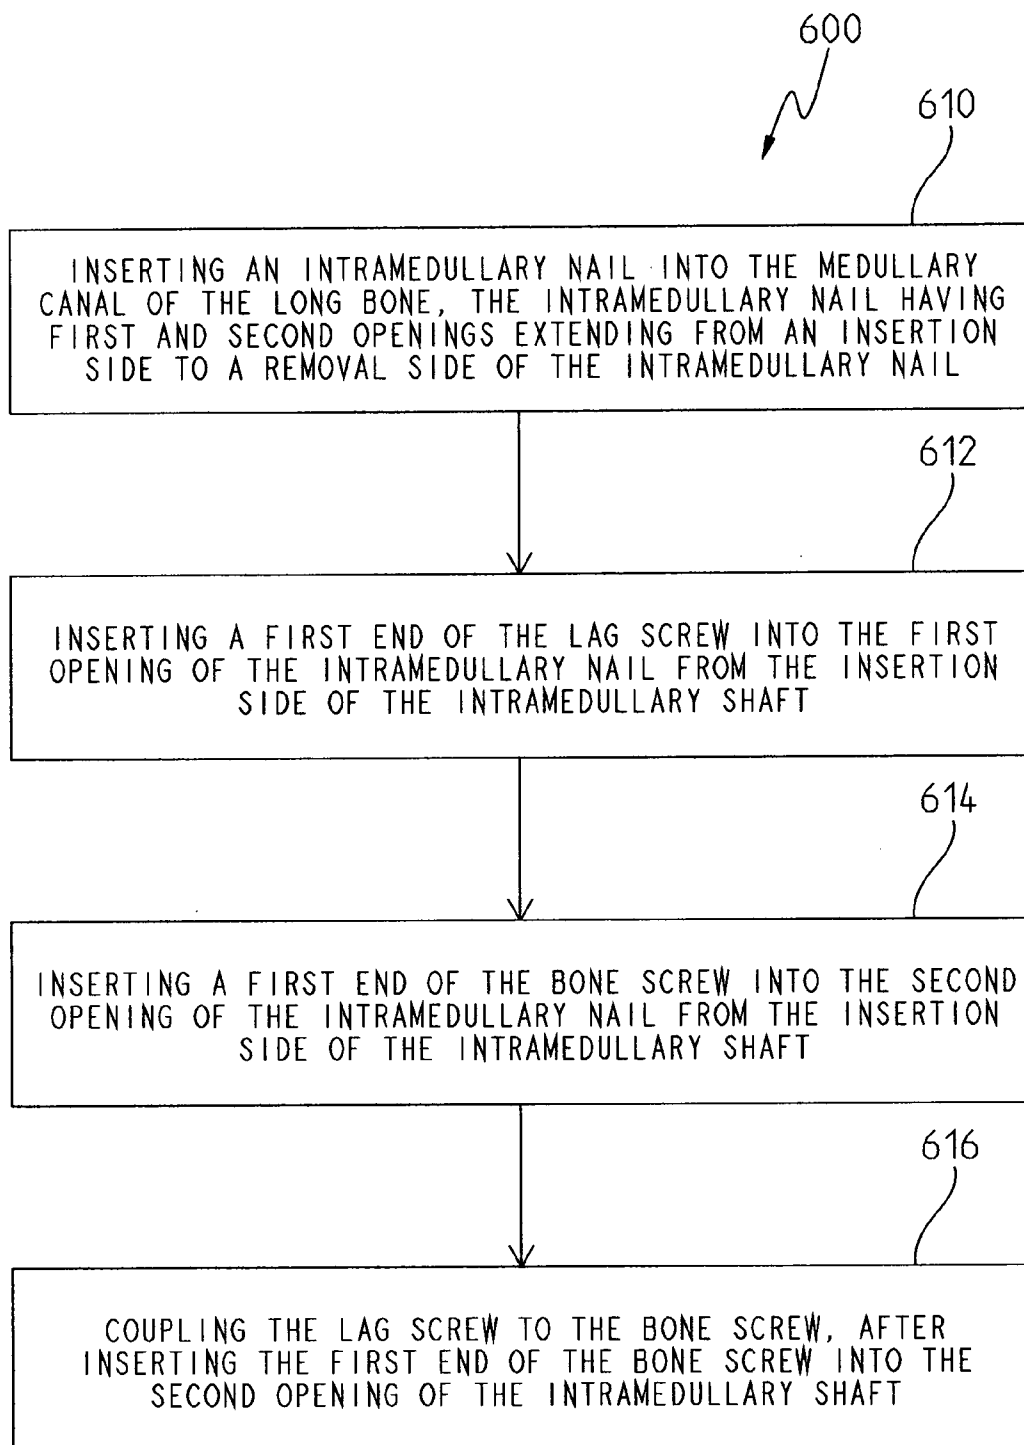 600
610
INSERTING AN INTRAMEDULLARY NAIL INTO THE MEDULLARY
CANAL OF THE LONG BONE, THE INTRAMEDULLARY NAIL HAVING
FIRST AND SECOND OPENINGS EXTENDING FROM AN INSERTION
SIDE TO A REMOVAL SIDE OF THE INTRAMEDULLARY NAIL
612
INSERTING A FIRST END OF THE LAG SCREW INTO THE FIRST
OPENING OF THE INTRAMEDULLARY NAIL FROM THE INSERTION
SIDE OF THE INTRAMEDULLARY SHAFT
614
INSERTING A FIRST END OF THE BONE SCREW INTO THE SECOND
OPENING OF THE INTRAMEDULLARY NAIL FROM THE INSERTION
SIDE OF THE INTRAMEDULLARY SHAFT
616
COUPLING THE LAG SCREW TO THE BONE SCREW, AFTER
INSERTING THE FIRST END OF THE BONE SCREW INTO THE
SECOND OPENING OF THE INTRAMEDULLARY SHAFT